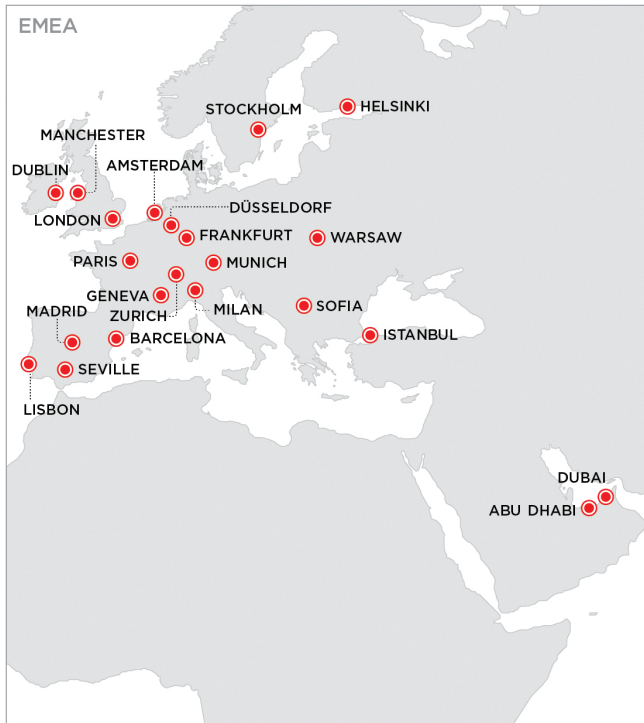 EMEA
STOCKHOLM
HELSINKI
MANCHESTER
DUBLIN
AMSTERDAM
LONDON
DÜSSELDORF
FRANKFURT
WARSAW
PARIS
MUNICH
GENEVA
ZURICH
MILAN
SOFIA
MADRID
BARCELONA
ISTANBUL
SEVILLE
LISBON
DUBAI
ABU DHABI